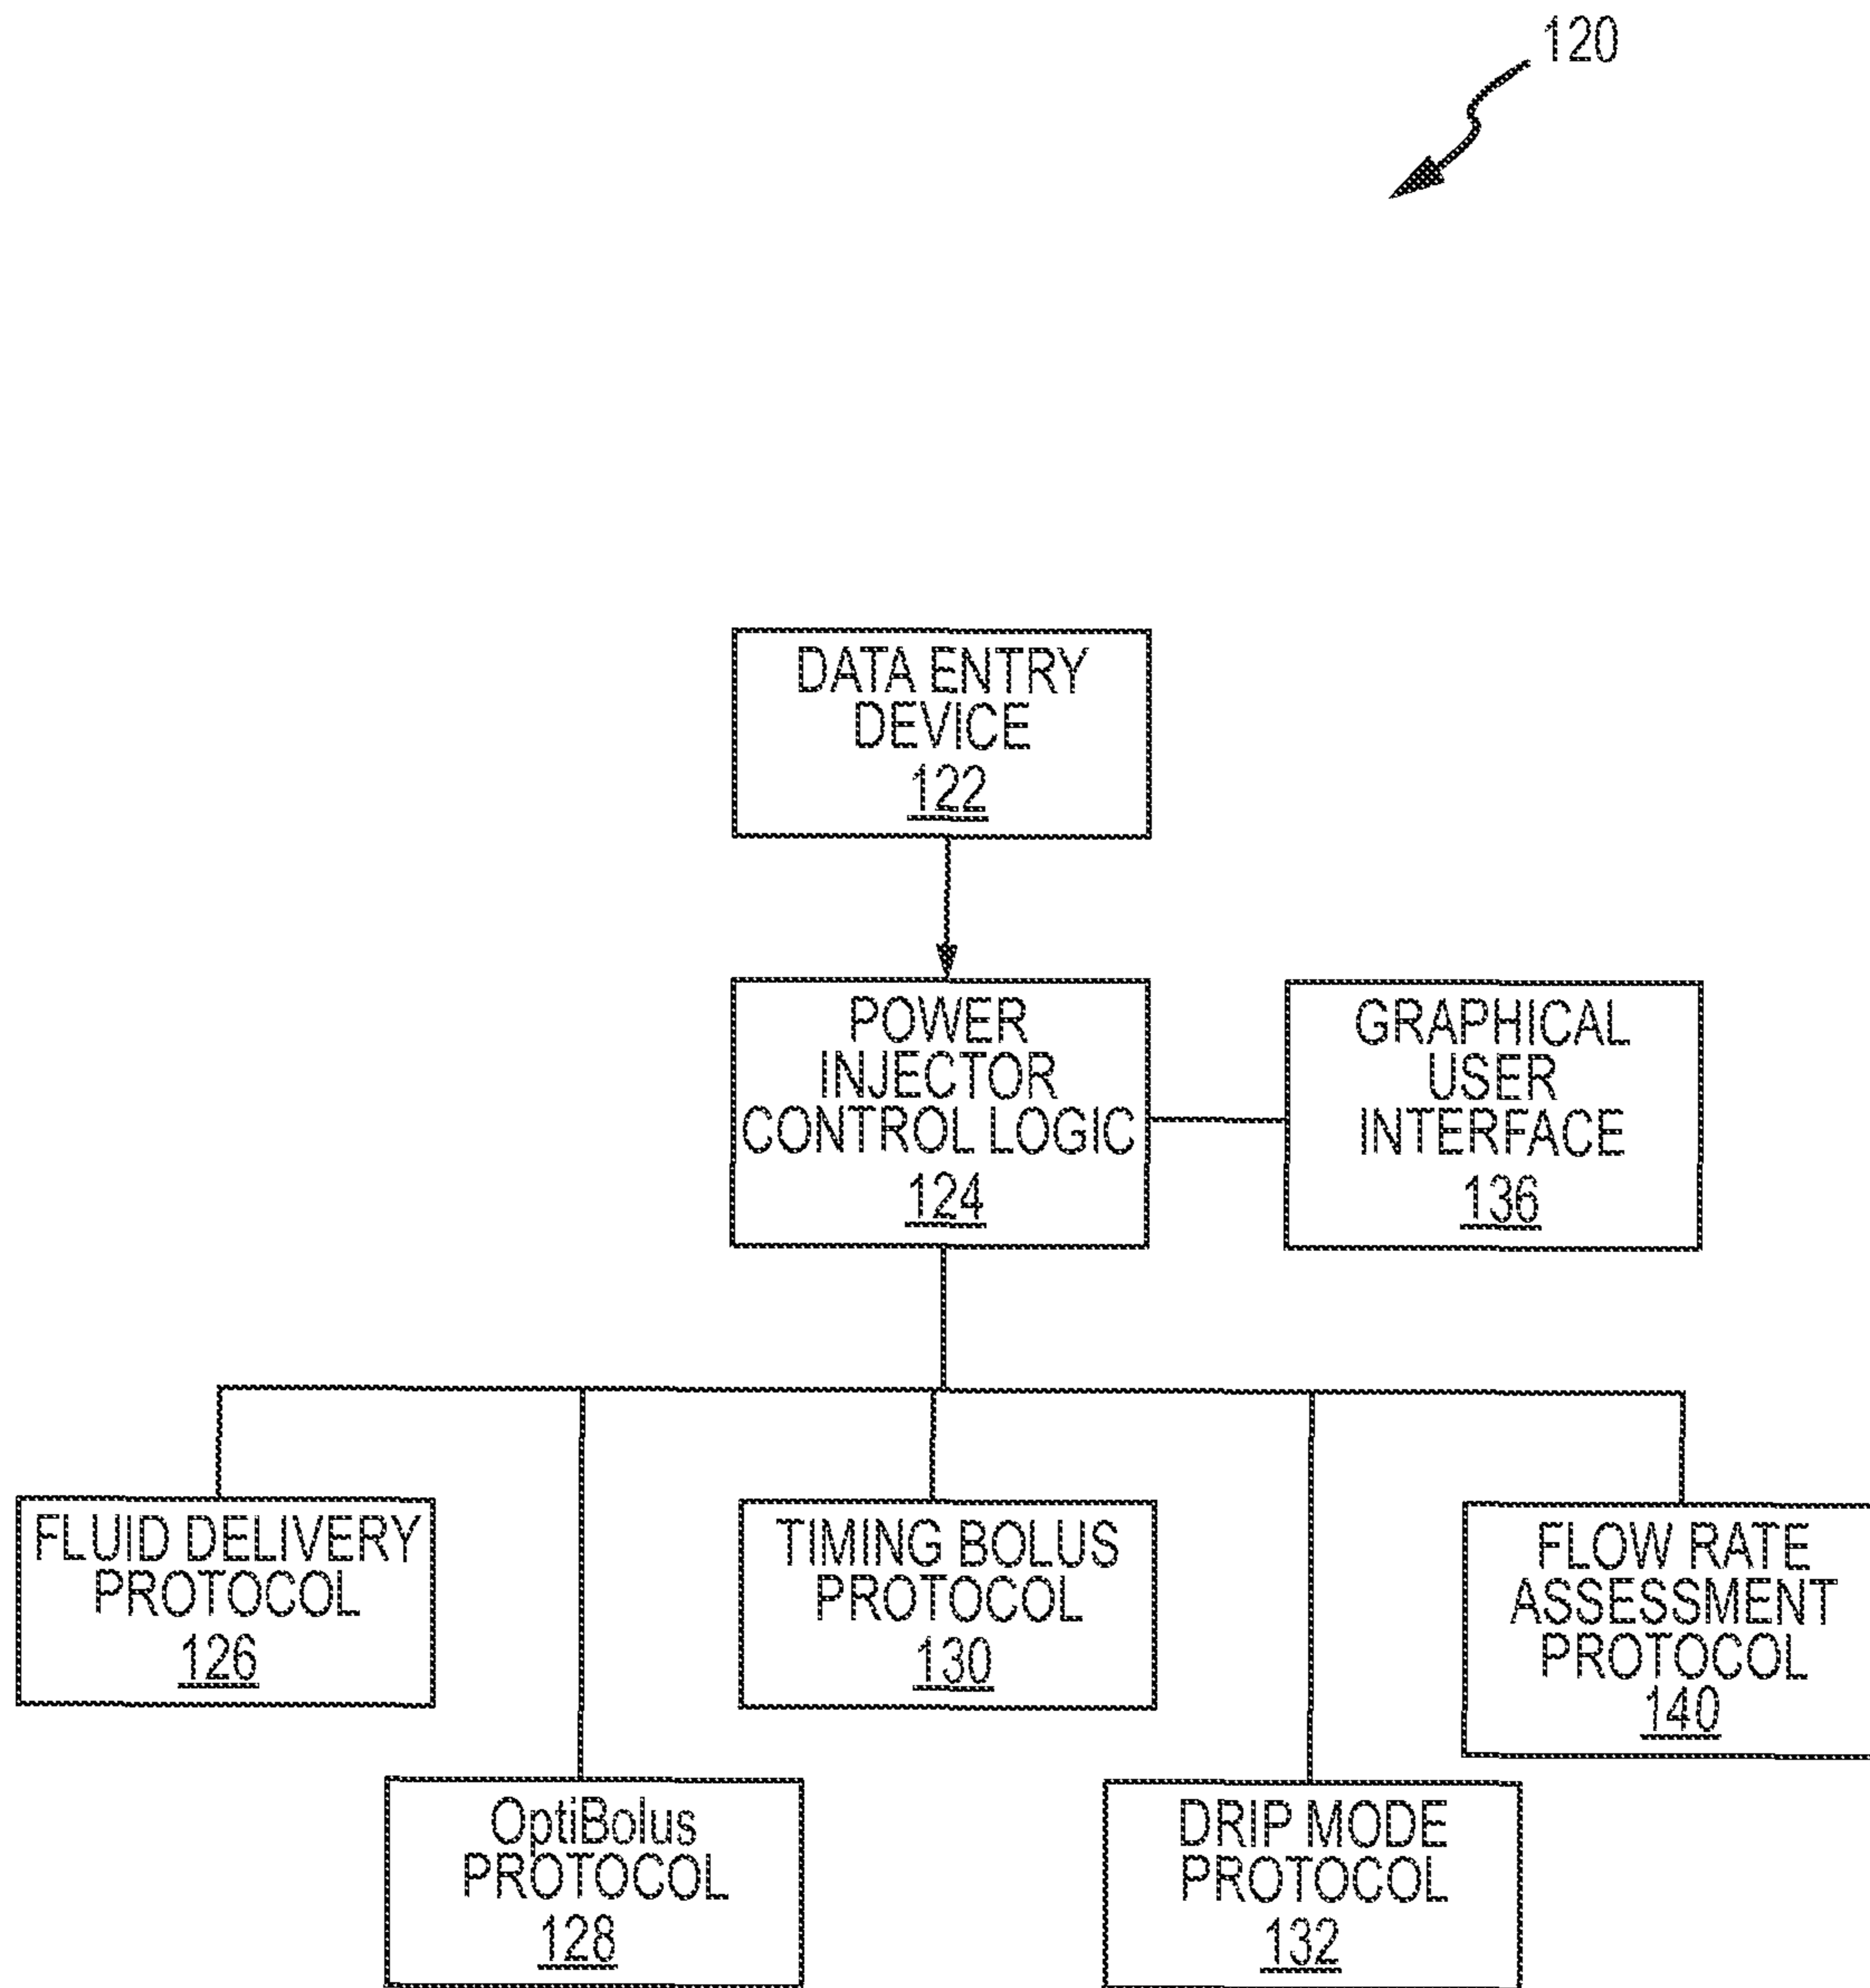 120
DATA ENTRY
DEVICE
122
POWER
INJECTOR
CONTROL LOGIC
124
GRAPHICAL
USER
INTERFACE
136
FLUID DELIVERY
PROTOCOL
126
TIMING BOLUS
PROTOCOL
130
FLOW RATE
ASSESSMENT
PROTOCOL
140
OptiBolus
PROTOCOL
128
DRIP MODE
PROTOCOL
132